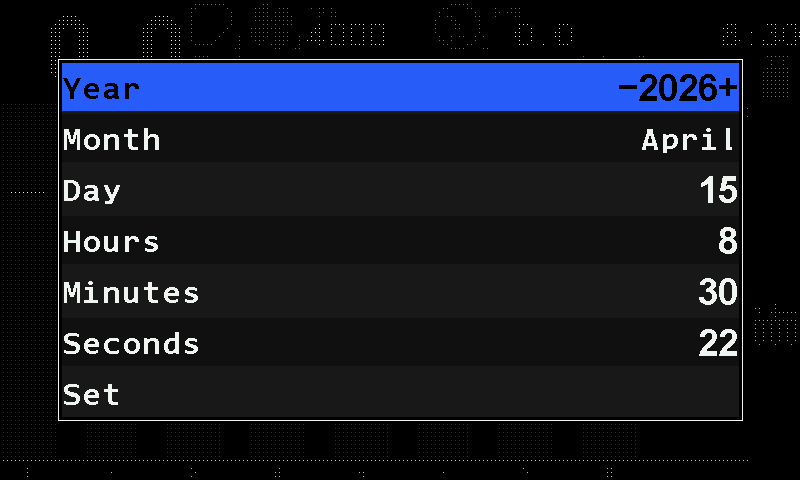 Year −2026+
Month April
Day 15
Hours 8
Minutes 30
Seconds 22
Set